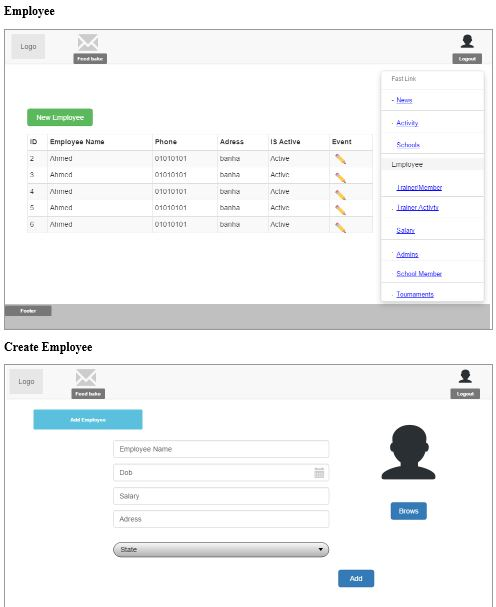 Employee
Logo
Feed bake
Logout
Fast Link
- News
- Activity
- Schools
Employee
- Trainer/Member
- Trainer Activty
- Salary
- Admins
- School Member
- Tournaments
New Employee
ID Employee Name Phone Adress IS Active Event
2 Ahmed 01010101 banha Active
3 Ahmed 01010101 banha Active
4 Ahmed 01010101 banha Active
5 Ahmed 01010101 banha Active
6 Ahmed 01010101 banha Active
Footer
Create Employee
Logo
Feed bake
Logout
Add Employee
Employee Name
Dob
Salary
Adress
State
Brows
Add